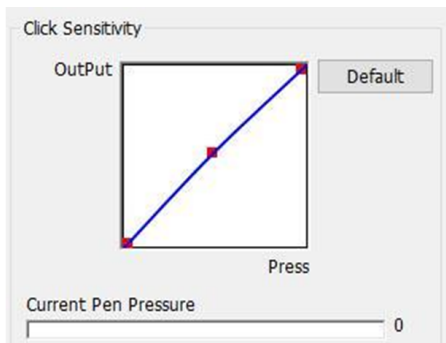 Click Sensitivity
OutPut
Default
Press
Current Pen Pressure
0